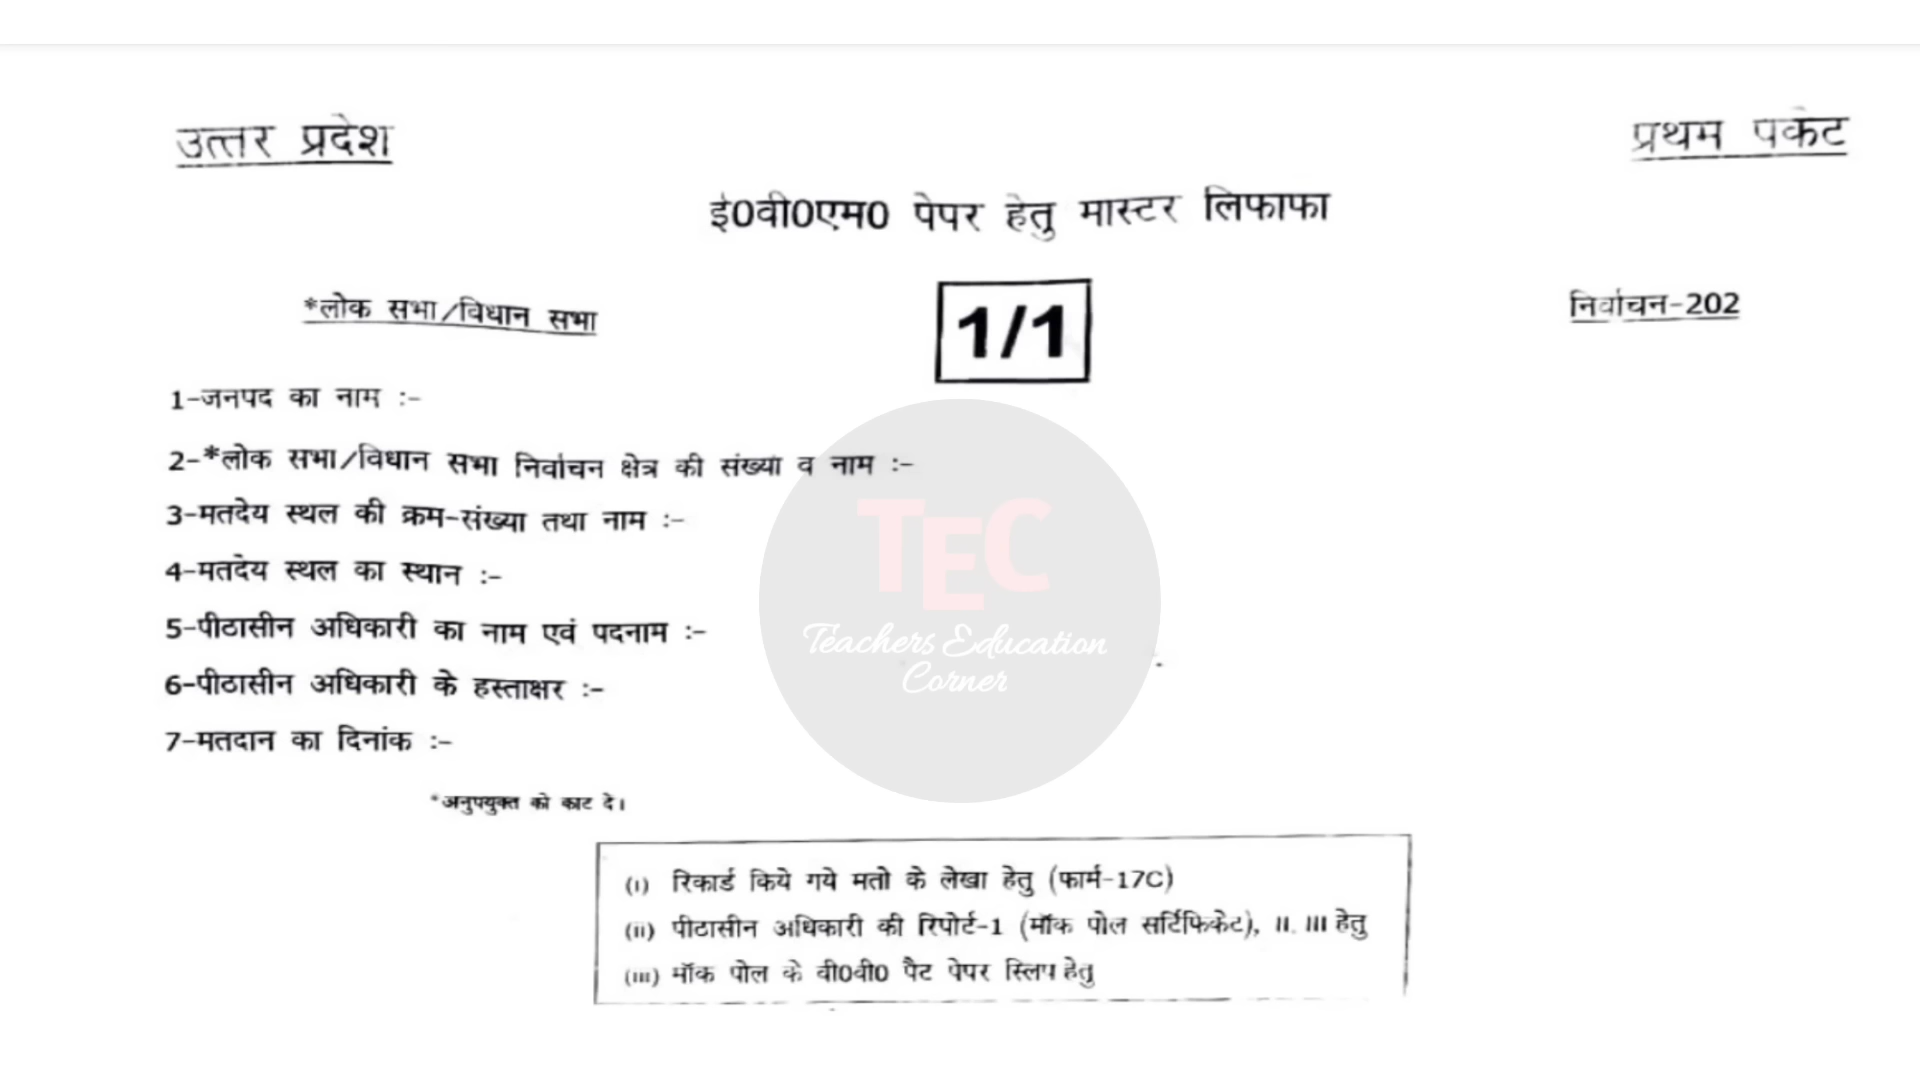 उत्तर प्रदेश
प्रथम पकेट
ई0वी0एम0 पेपर हेतु मास्टर लिफाफा
*लोक सभा/विधान सभा
1/1
निर्वाचन-202
1-जनपद का नाम :-
2-*लोक सभा/विधान सभा निर्वाचन क्षेत्र की संख्या व नाम :-
3-मतदेय स्थल की क्रम-संख्या तथा नाम :-
4-मतदेय स्थल का स्थान :-
5-पीठासीन अधिकारी का नाम एवं पदनाम :-
6-पीठासीन अधिकारी के हस्ताक्षर :-
7-मतदान का दिनांक :-
TEC
Teachers Education
Corner
*अनुपयुक्त को काट दे।
(i) रिकार्ड किये गये मतो के लेखा हेतु (फार्म-17C)
(ii) पीठासीन अधिकारी की रिपोर्ट-1 (मॉक पोल सर्टिफिकेट), II. III हेतु
(iii) मॉक पोल के वी0वी0 पैट पेपर स्लिप हेतु